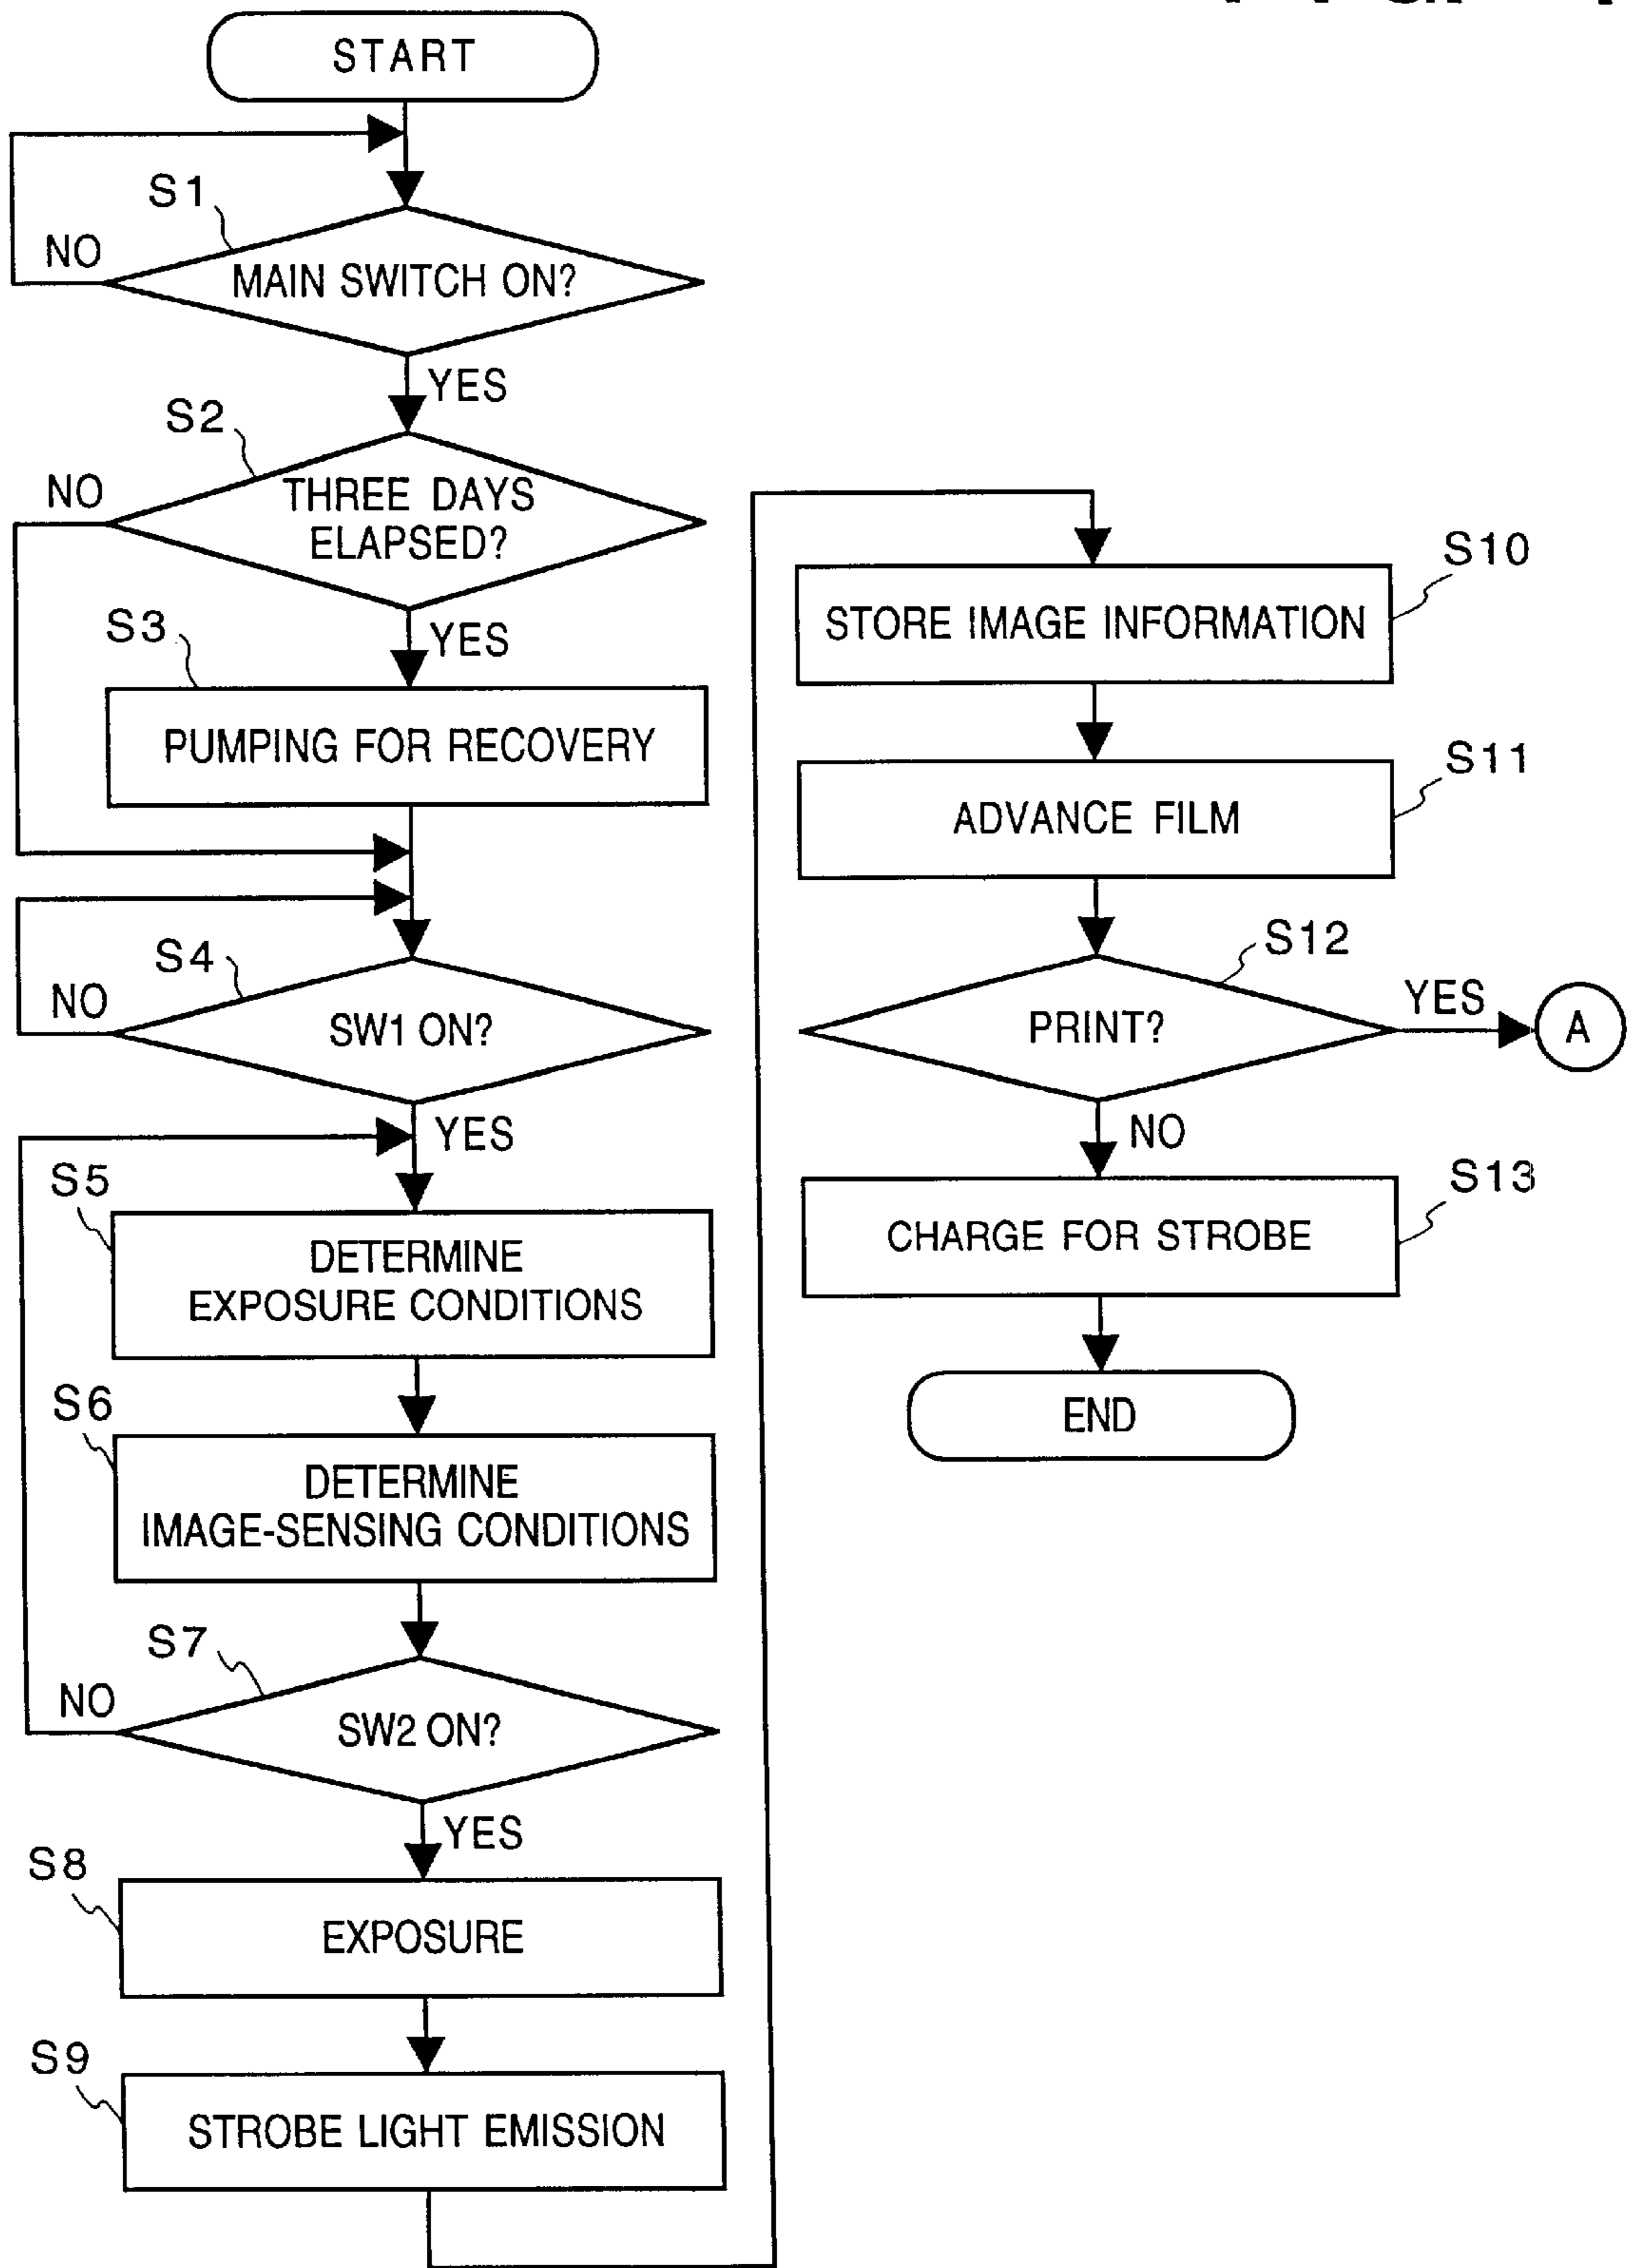 START
S1
NO
MAIN SWITCH ON?
YES
S2
NO
THREE DAYS
ELAPSED?
S3
YES
PUMPING FOR RECOVERY
S4
NO
SW1 ON?
YES
S5
DETERMINE
EXPOSURE CONDITIONS
S6
DETERMINE
IMAGE-SENSING CONDITIONS
S7
NO
SW2 ON?
YES
S8
EXPOSURE
S9
STROBE LIGHT EMISSION
S10
STORE IMAGE INFORMATION
S11
ADVANCE FILM
S12
PRINT?
YES
A
NO
S13
CHARGE FOR STROBE
END